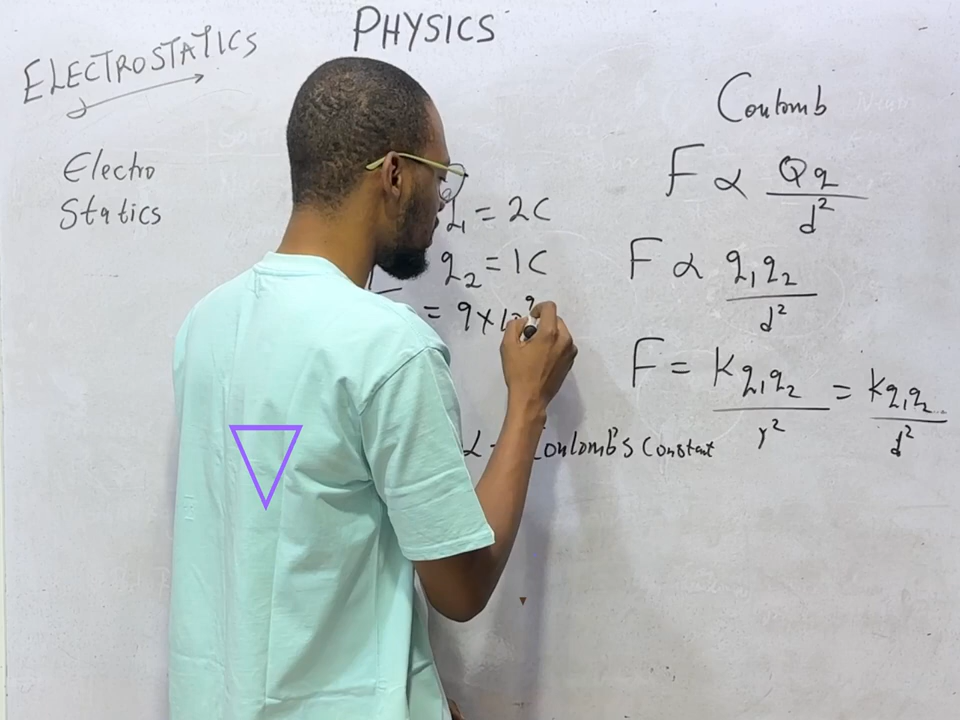 PHYSICS
ELECTROSTATICS
Electro
Statics
q₁ = 2C
q₂ = 1C
= 9 × 10⁹
Coulomb's Constant
Coulomb
F α Qq/d²
F α q₁q₂/d²
F = Kq₁q₂/r² = Kq₁q₂/d²